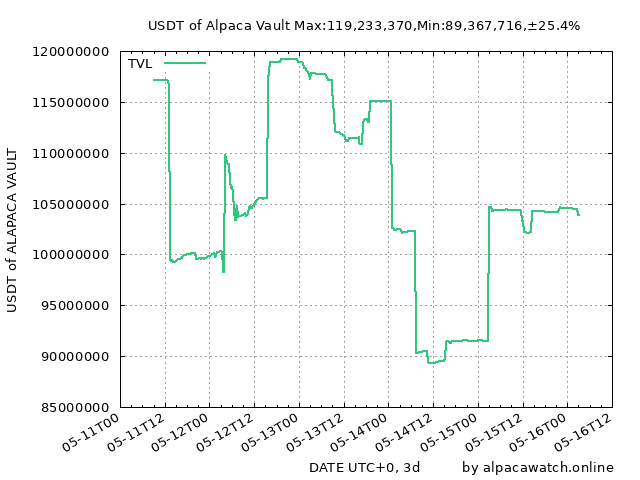 USDT of Alpaca Vault Max:119,233,370,Min:89,367,716,±25.4%
TVL
120000000
115000000
110000000
105000000
100000000
95000000
90000000
85000000
USDT of ALAPACA VAULT
05-11T00
05-11T12
05-12T00
05-12T12
05-13T00
05-13T12
05-14T00
05-14T12
05-15T00
05-15T12
05-16T00
05-16T12
DATE UTC+0, 3d
by alpacawatch.online